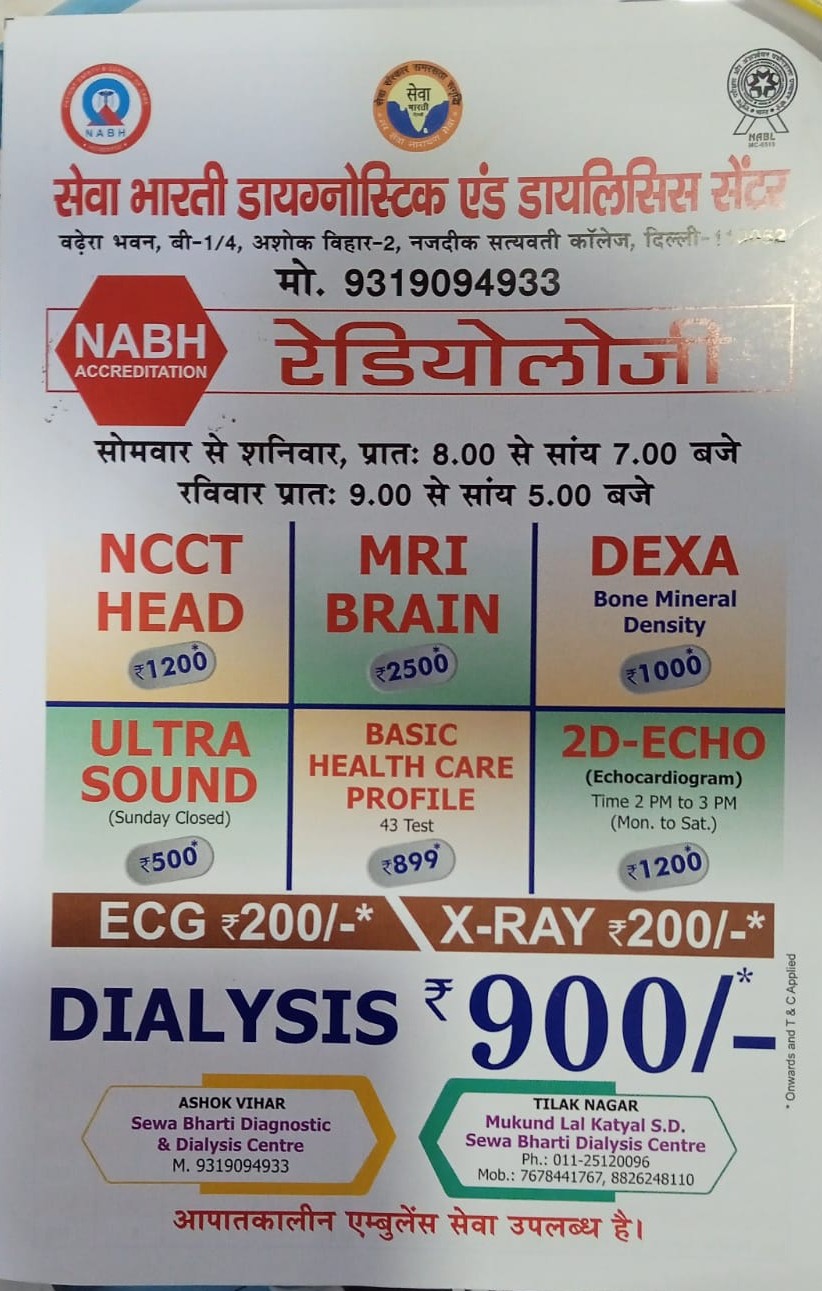 NABH
सेवा
भारती
NABL
सेवा भारती डायग्नोस्टिक एंड डायलिसिस सेंटर
वढ़ेरा भवन, बी-1/4, अशोक विहार-2, नजदीक सत्यवती कॉलेज, दिल्ली-
मो. 9319094933
NABH
ACCREDITATION
रेडियोलोजी
सोमवार से शनिवार, प्रातः 8.00 से सांय 7.00 बजे
रविवार प्रातः 9.00 से सांय 5.00 बजे
NCCT
HEAD
₹1200*
MRI
BRAIN
₹2500*
DEXA
Bone Mineral
Density
₹1000*
ULTRA
SOUND
(Sunday Closed)
₹500*
BASIC
HEALTH CARE
PROFILE
43 Test
₹899*
2D-ECHO
(Echocardiogram)
Time 2 PM to 3 PM
(Mon. to Sat.)
₹1200*
ECG ₹200/-* \ X-RAY ₹200/-*
DIALYSIS ₹900/-*
* Onwards and T & C Applied
ASHOK VIHAR
Sewa Bharti Diagnostic
& Dialysis Centre
M. 9319094933
TILAK NAGAR
Mukund Lal Katyal S.D.
Sewa Bharti Dialysis Centre
Ph.: 011-25120096
Mob.: 7678441767, 8826248110
आपातकालीन एम्बुलेंस सेवा उपलब्ध है।